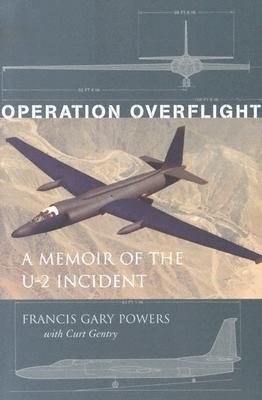 OPERATION OVERFLIGHT
A MEMOIR OF THE
U-2 INCIDENT
FRANCIS GARY POWERS
with Curt Gentry